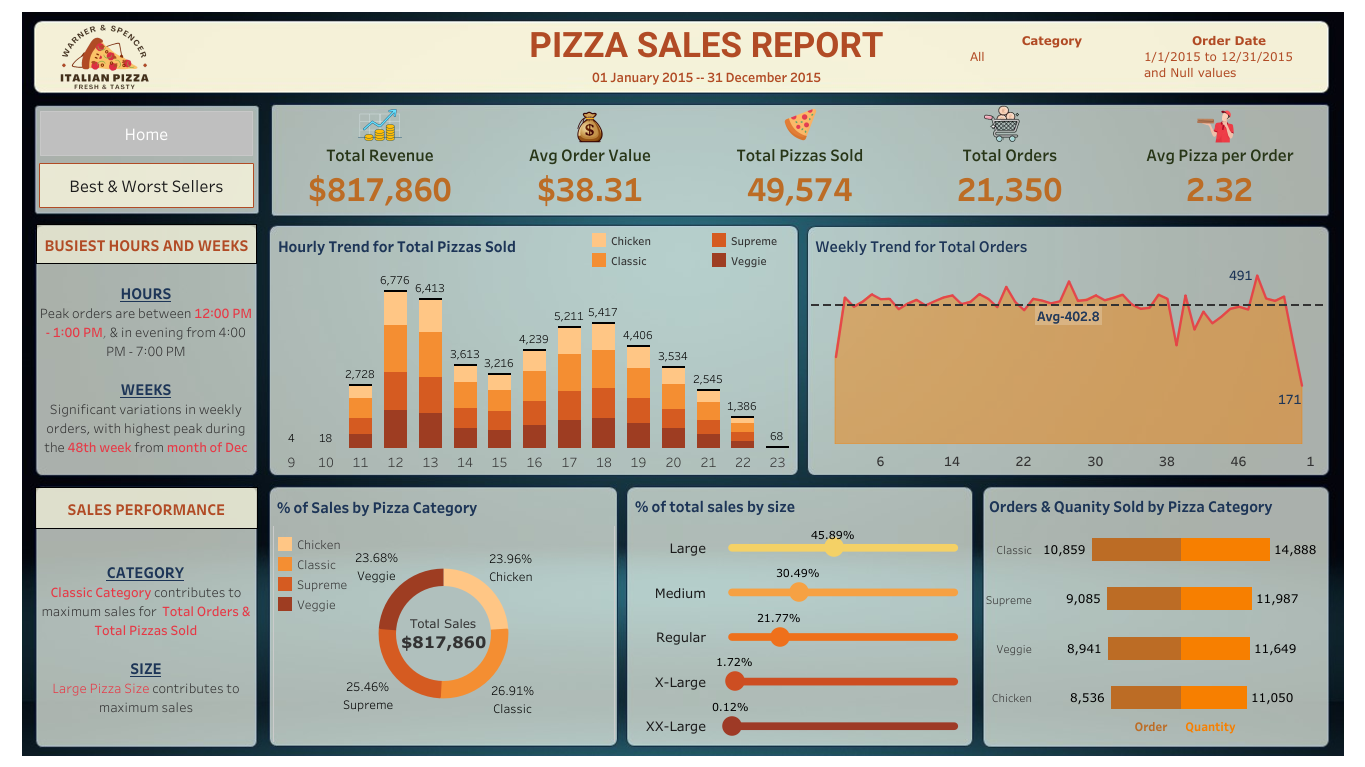 WARNER & SPENCER
ITALIAN PIZZA
FRESH & TASTY
PIZZA SALES REPORT
01 January 2015 -- 31 December 2015
Category
All
Order Date
1/1/2015 to 12/31/2015
and Null values
Home
Best & Worst Sellers
Total Revenue
$817,860
Avg Order Value
$38.31
Total Pizzas Sold
49,574
Total Orders
21,350
Avg Pizza per Order
2.32
BUSIEST HOURS AND WEEKS
HOURS
Peak orders are between 12:00 PM
- 1:00 PM, & in evening from 4:00
PM - 7:00 PM
WEEKS
Significant variations in weekly
orders, with highest peak during
the 48th week from month of Dec
Hourly Trend for Total Pizzas Sold
Chicken
Supreme
Classic
Veggie
4
18
2,728
6,776
6,413
3,613
3,216
4,239
5,211
5,417
4,406
3,534
2,545
1,386
68
9 10 11 12 13 14 15 16 17 18 19 20 21 22 23
Weekly Trend for Total Orders
491
Avg-402.8
171
6 14 22 30 38 46 1
SALES PERFORMANCE
CATEGORY
Classic Category contributes to
maximum sales for Total Orders &
Total Pizzas Sold
SIZE
Large Pizza Size contributes to
maximum sales
% of Sales by Pizza Category
Chicken
Classic
Supreme
Veggie
23.68%
Veggie
23.96%
Chicken
Total Sales
$817,860
25.46%
Supreme
26.91%
Classic
% of total sales by size
45.89%
Large
30.49%
Medium
21.77%
Regular
1.72%
X-Large
0.12%
XX-Large
Orders & Quanity Sold by Pizza Category
Classic 10,859 14,888
Supreme 9,085 11,987
Veggie 8,941 11,649
Chicken 8,536 11,050
Order Quantity